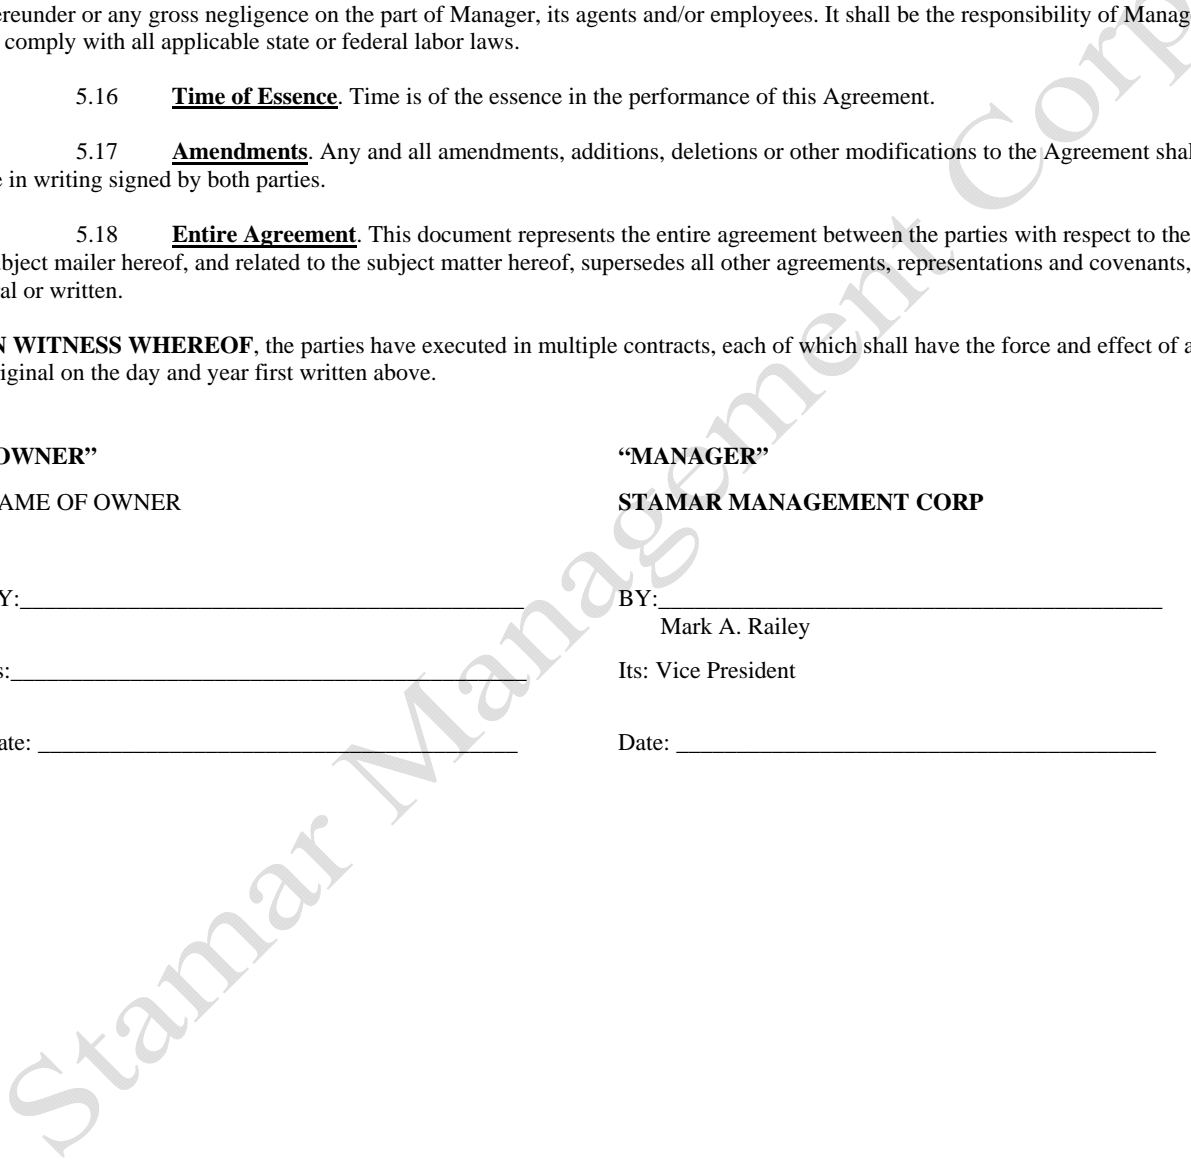 ereunder or any gross negligence on the part of Manager, its agents and/or employees. It shall be the responsibility of Manag
comply with all applicable state or federal labor laws.
5.16 Time of Essence. Time is of the essence in the performance of this Agreement.
5.17 Amendments. Any and all amendments, additions, deletions or other modifications to the Agreement shal
e in writing signed by both parties.
5.18 Entire Agreement. This document represents the entire agreement between the parties with respect to the
ubject mailer hereof, and related to the subject matter hereof, supersedes all other agreements, representations and covenants,
al or written.
N WITNESS WHEREOF, the parties have executed in multiple contracts, each of which shall have the force and effect of a
riginal on the day and year first written above.
OWNER” “MANAGER”
AME OF OWNER STAMAR MANAGEMENT CORP
Y:__________________________________________ BY:__________________________________________
Mark A. Railey
s:___________________________________________ Its: Vice President
ate: ________________________________________ Date: ________________________________________
Stamar Management Corp